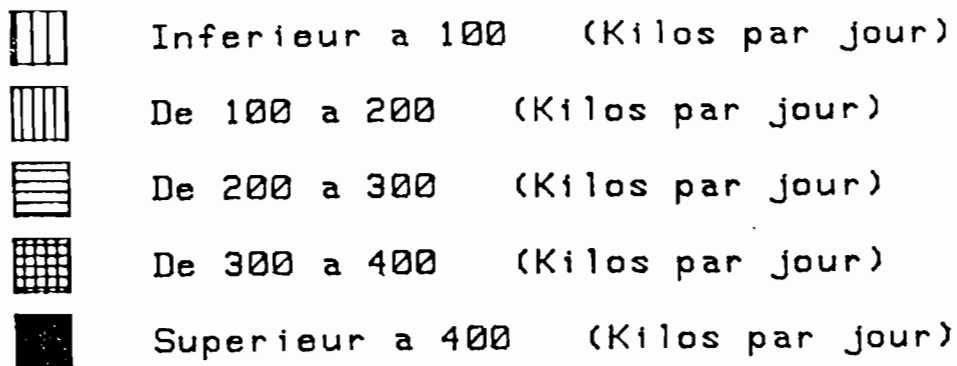 Inferieur a 100 (Kilos par jour)
De 100 a 200 (Kilos par jour)
De 200 a 300 (Kilos par jour)
De 300 a 400 (Kilos par jour)
Superieur a 400 (Kilos par jour)